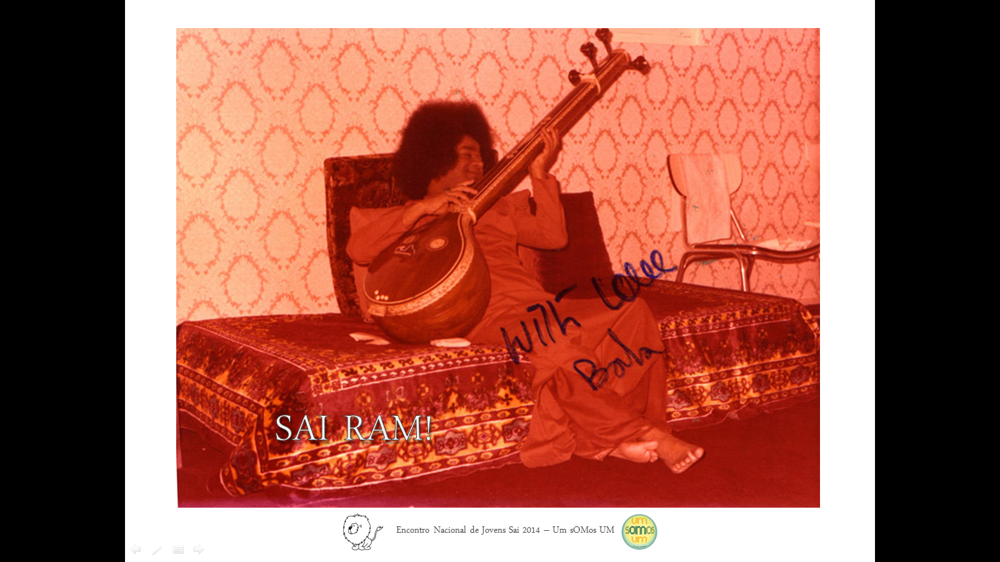 With Love
Baba
SAI RAM!
Encontro Nacional de Jovens Sai 2014 – Um sOMos UM
um
sOMOs
um